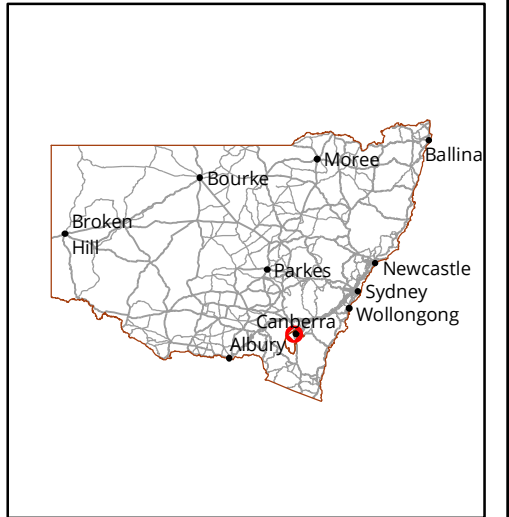 Ballina
Moree
Bourke
Broken
Hill
Newcastle
Parkes
Sydney
Wollongong
Canberra
Albury